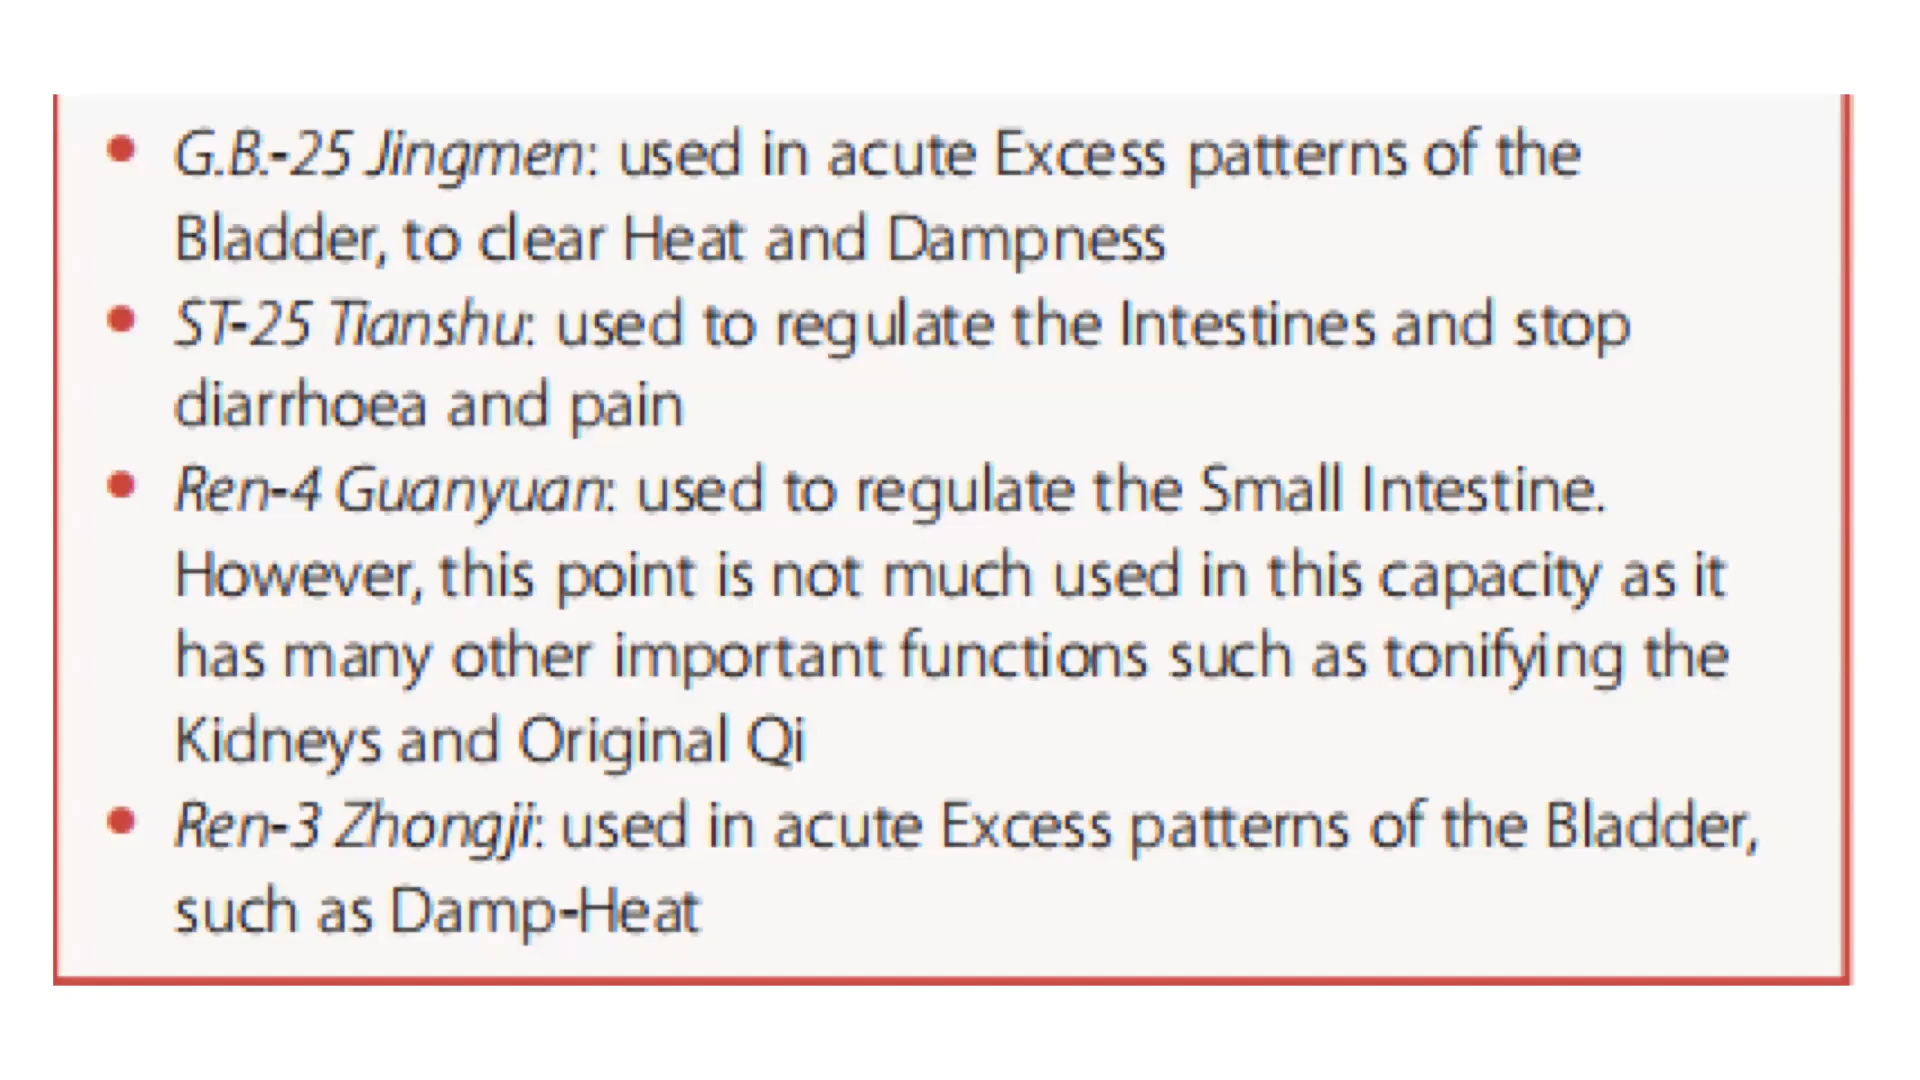 • G.B.-25 Jingmen: used in acute Excess patterns of the
Bladder, to clear Heat and Dampness
• ST-25 Tianshu: used to regulate the Intestines and stop
diarrhoea and pain
• Ren-4 Guanyuan: used to regulate the Small Intestine.
However, this point is not much used in this capacity as it
has many other important functions such as tonifying the
Kidneys and Original Qi
• Ren-3 Zhongji: used in acute Excess patterns of the Bladder,
such as Damp-Heat